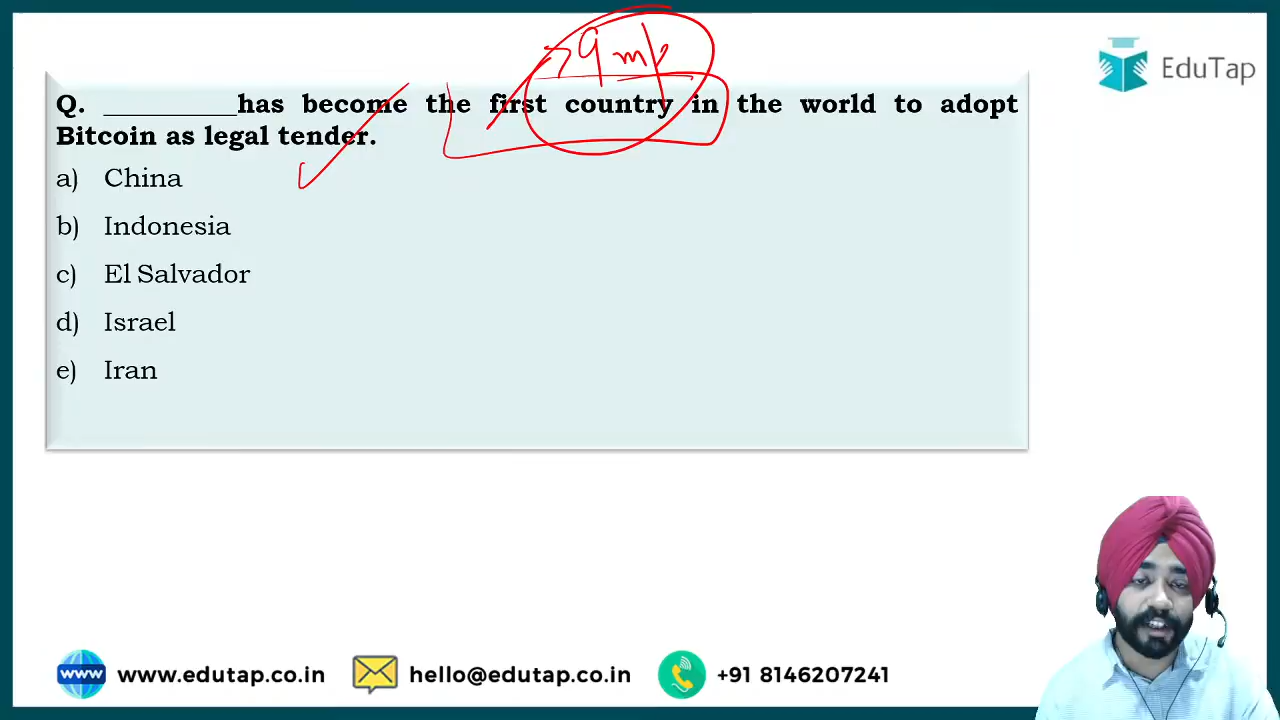 EduTap
Q. __________has become the first country in the world to adopt
Bitcoin as legal tender.
a) China
b) Indonesia
c) El Salvador
d) Israel
e) Iran
www www.edutap.co.in hello@edutap.co.in +91 8146207241